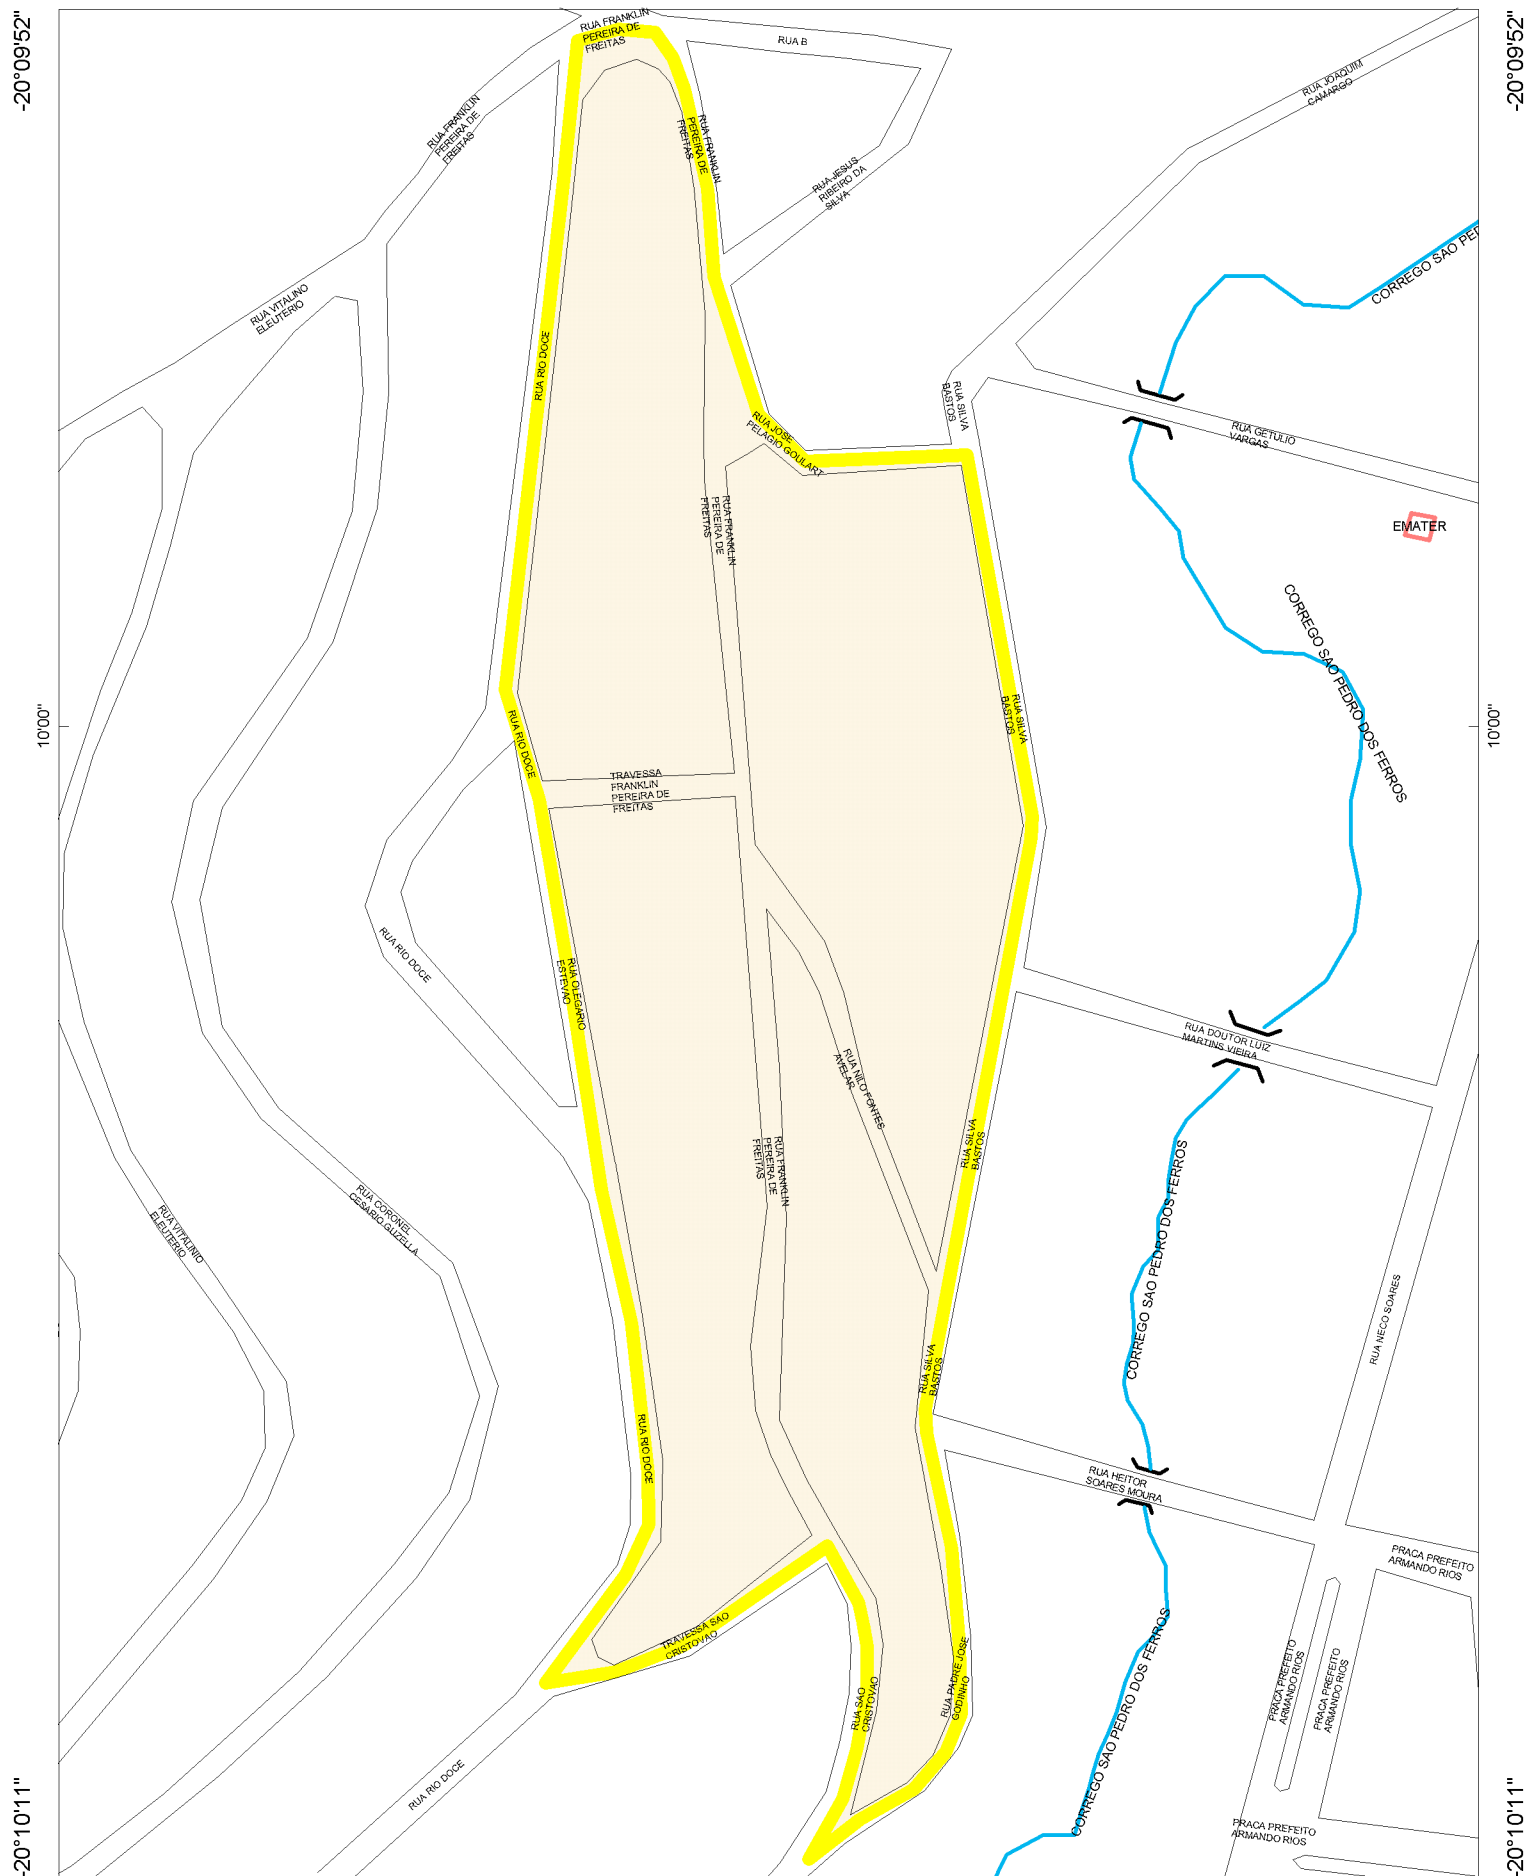 -20°09'52"
-20°09'52"
RUA FRANKLIN
PEREIRA DE
FREITAS
RUA B
RUA JOAQUIM
CAMARGO
RUA FRANKLIN
PEREIRA DE
FREITAS
RUA FRANKLIN
PEREIRA DE
FREITAS
RUA JESUS
RIBEIRO DA
SILVA
CORREGO SAO PED
RUA VITALINO
ELEUTERIO
RUA RIO DOCE
RUA SILVA
BASTOS
RUA JOSE
PELAGIO GOULART
RUA GETULIO
VARGAS
RUA FRANKLIN
PEREIRA DE
FREITAS
EMATER
CORREGO SAO PEDRO DOS FERROS
10'00"
10'00"
RUA RIO DOCE
RUA SILVA
BASTOS
TRAVESSA
FRANKLIN
PEREIRA DE
FREITAS
RUA RIO DOCE
RUA OLEGARIO
ESTEVAO
RUA DOUTOR LUIZ
MARTINS VIEIRA
RUA NILO FONTES
AVELAR
RUA SILVA
BASTOS
RUA FRANKLIN
PEREIRA DE
FREITAS
CORREGO SAO PEDRO DOS FERROS
RUA CORONEL
CESARIO GUZELLA
RUA VITALINIO
ELEUTERIO
RUA NECO SOARES
RUA SILVA
BASTOS
RUA RIO DOCE
RUA HEITOR
SOARES MOURA
PRACA PREFEITO
ARMANDO RIOS
TRAVESSA SAO
CRISTOVAO
RUA SAO
CRISTOVAO
RUA PADRE JOSE
GODINHO
CORREGO SAO PEDRO DOS FERROS
PRACA PREFEITO
ARMANDO RIOS
PRACA PREFEITO
ARMANDO RIOS
RUA RIO DOCE
PRACA PREFEITO
ARMANDO RIOS
-20°10'11"
-20°10'11"